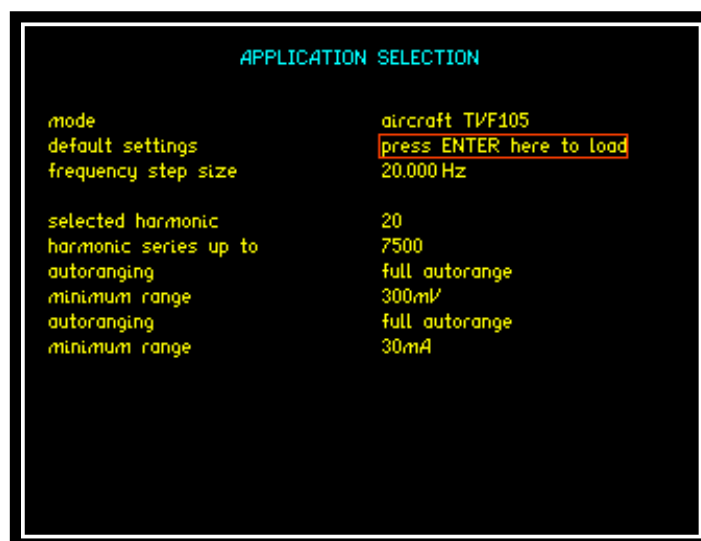 APPLICATION SELECTION
mode aircraft TVF105
default settings press ENTER here to load
frequency step size 20.000 Hz
selected harmonic 20
harmonic series up to 7500
autoranging full autorange
minimum range 300mV
autoranging full autorange
minimum range 30mA